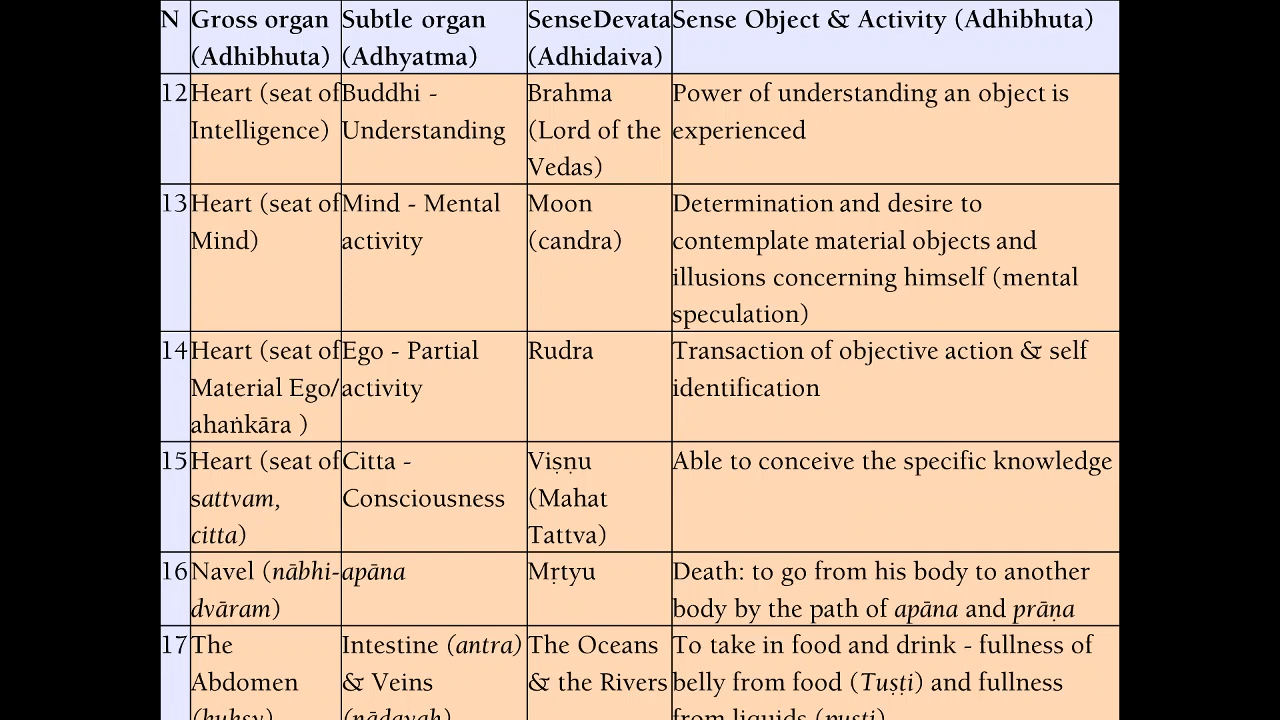 N Gross organ Subtle organ SenseDevata Sense Object & Activity (Adhibhuta)
(Adhibhuta) (Adhyatma) (Adhidaiva)
12 Heart (seat of Buddhi - Brahma Power of understanding an object is
Intelligence) Understanding (Lord of the experienced
Vedas)
13 Heart (seat of Mind - Mental Moon Determination and desire to
Mind) activity (candra) contemplate material objects and
illusions concerning himself (mental
speculation)
14 Heart (seat of Ego - Partial Rudra Transaction of objective action & self
Material Ego/ activity identification
ahaṅkāra )
15 Heart (seat of Citta - Viṣṇu Able to conceive the specific knowledge
sattvam, Consciousness (Mahat
citta) Tattva)
16 Navel (nābhi- apāna Mṛtyu Death: to go from his body to another
dvāram) body by the path of apāna and prāṇa
17 The Intestine (antra) The Oceans To take in food and drink - fullness of
Abdomen & Veins & the Rivers belly from food (Tuṣṭi) and fullness
(kukṣy) (nāḍayaḥ) from liquids (puṣṭi)